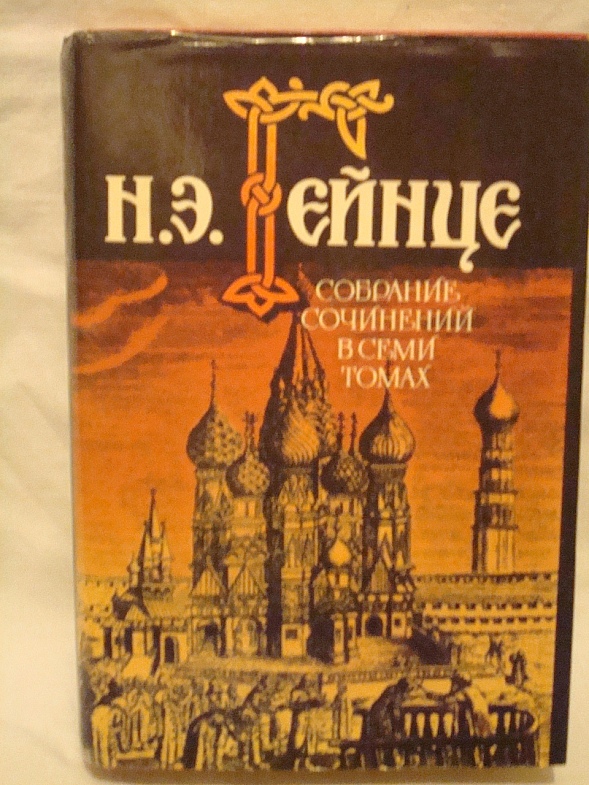 Н.Э. ГЕЙНЦЕ
СОБРАНИЕ
СОЧИНЕНИЙ
В СЕМИ
ТОМАХ